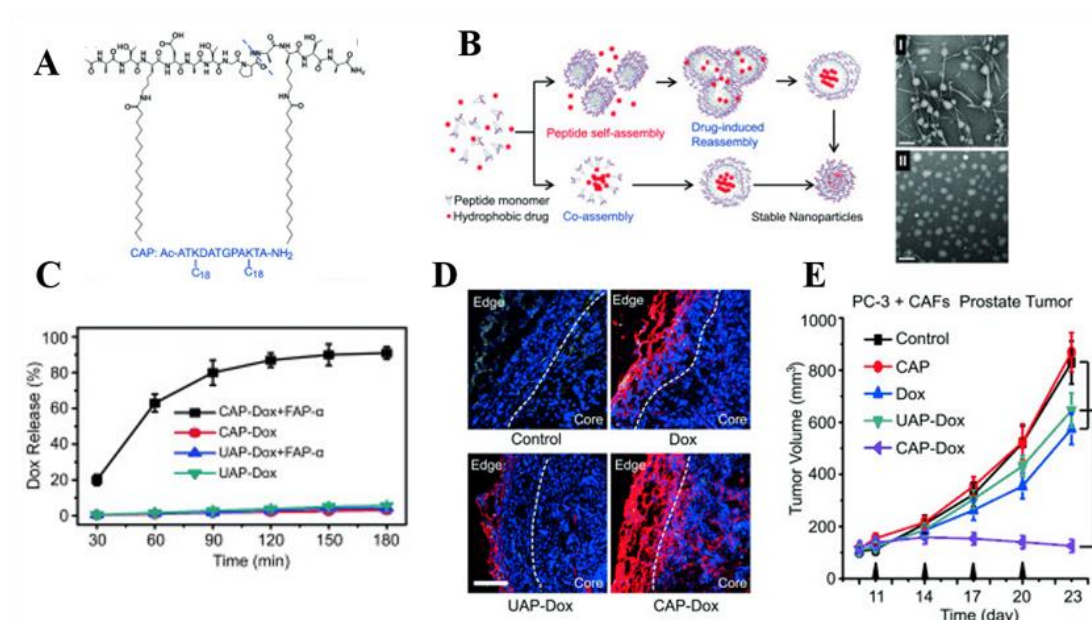 A
CAP: Ac-ATKDATGPAKTA-NH2
C18 C18
B
Peptide self-assembly
Drug-induced
Reassembly
Peptide monomer
Hydrophobic drug
Co-assembly
Stable Nanoparticles
I
II
C
Dox Release (%)
100
80
60
40
20
0
CAP-Dox+FAP-α
CAP-Dox
UAP-Dox+FAP-α
UAP-Dox
30 60 90 120 150 180
Time (min)
D
Edge Core
Control
Edge Core
Dox
Edge Core
UAP-Dox
Edge Core
CAP-Dox
E
PC-3 + CAFs Prostate Tumor
Tumor Volume (mm3)
1000
800
600
400
200
0
Control
CAP
Dox
UAP-Dox
CAP-Dox
11 14 17 20 23
Time (day)